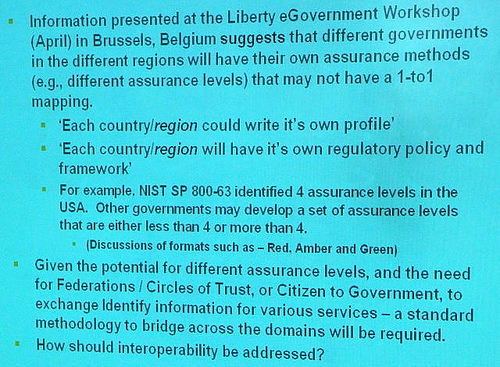 Information presented at the Liberty eGovernment Workshop
(April) in Brussels, Belgium suggests that different governments
in the different regions will have their own assurance methods
(e.g., different assurance levels) that may not have a 1-to1
mapping.
'Each country/region could write it's own profile'
'Each country/region will have it's own regulatory policy and
framework'
For example, NIST SP 800-63 identified 4 assurance levels in the
USA. Other governments may develop a set of assurance levels
that are either less than 4 or more than 4.
(Discussions of formats such as – Red, Amber and Green)
Given the potential for different assurance levels, and the need
for Federations / Circles of Trust, or Citizen to Government, to
exchange Identify information for various services – a standard
methodology to bridge across the domains will be required.
How should interoperability be addressed?